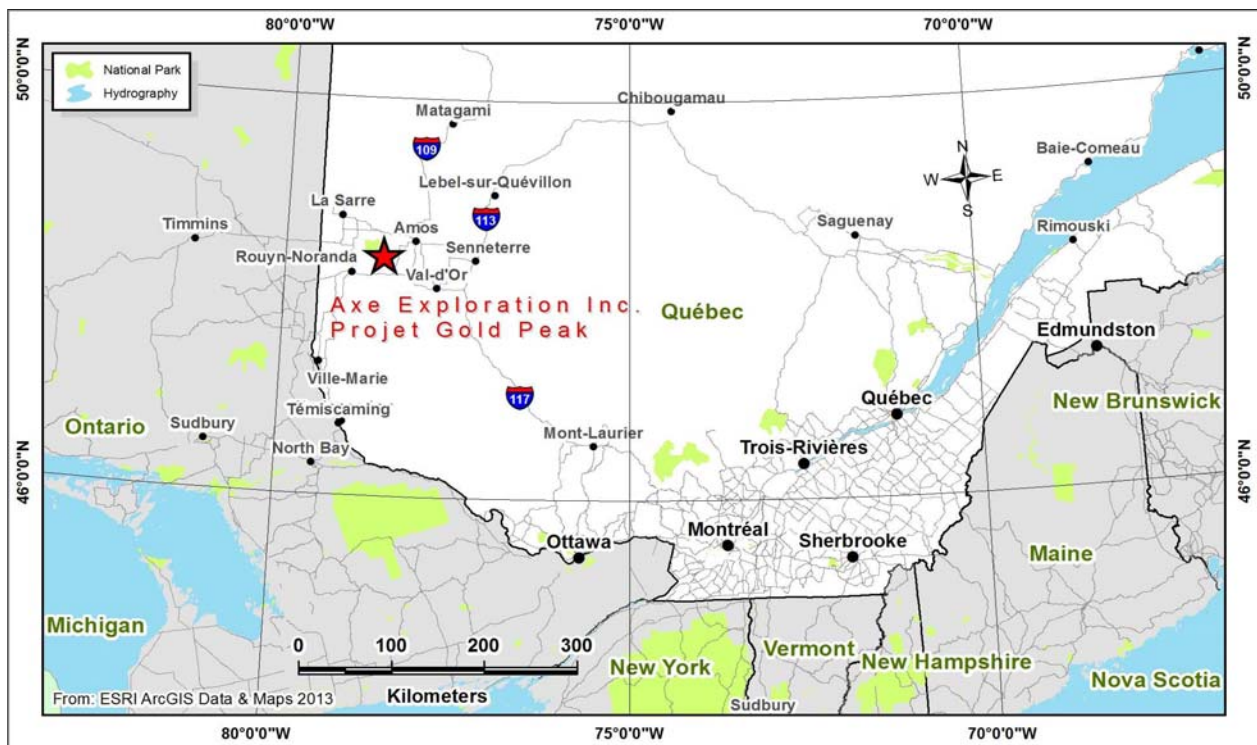 80°0'0"W
75°0'0"W
70°0'0"W
50°0'0"N
50°0'0"N
National Park
Hydrography
Matagami
Chibougamau
109
Baie-Comeau
N
W E
S
Lebel-sur-Quévillon
La Sarre
113
Timmins
Amos
Saguenay
Rimouski
Senneterre
Rouyn-Noranda
Val-d'Or
Axe Exploration Inc.
Projet Gold Peak
Québec
Edmundston
Ville-Marie
117
Québec
New Brunswick
Témiscaming
Ontario
Sudbury
Mont-Laurier
Trois-Rivières
North Bay
46°0'0"N
46°0'0"N
Montréal
Ottawa
Sherbrooke
Maine
Michigan
0 100 200 300
Kilometers
New York
Vermont
New Hampshire
Nova Scotia
From: ESRI ArcGIS Data & Maps 2013
Sudbury
80°0'0"W
75°0'0"W
70°0'0"W